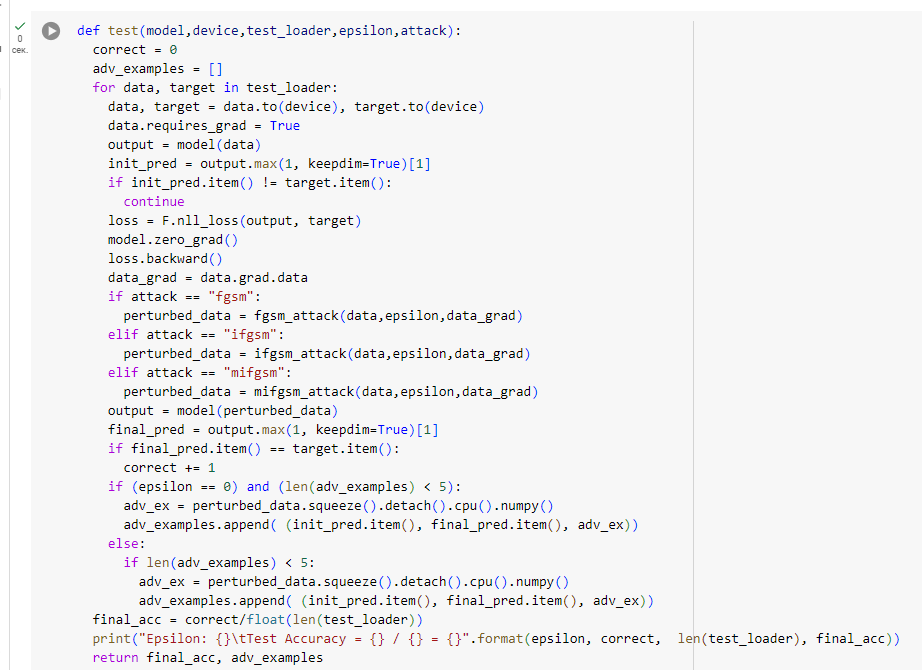 0
сек.
def test(model,device,test_loader,epsilon,attack):
  correct = 0
  adv_examples = []
  for data, target in test_loader:
    data, target = data.to(device), target.to(device)
    data.requires_grad = True
    output = model(data)
    init_pred = output.max(1, keepdim=True)[1]
    if init_pred.item() != target.item():
      continue
    loss = F.nll_loss(output, target)
    model.zero_grad()
    loss.backward()
    data_grad = data.grad.data
    if attack == "fgsm":
      perturbed_data = fgsm_attack(data,epsilon,data_grad)
    elif attack == "ifgsm":
      perturbed_data = ifgsm_attack(data,epsilon,data_grad)
    elif attack == "mifgsm":
      perturbed_data = mifgsm_attack(data,epsilon,data_grad)
    output = model(perturbed_data)
    final_pred = output.max(1, keepdim=True)[1]
    if final_pred.item() == target.item():
      correct += 1
    if (epsilon == 0) and (len(adv_examples) < 5):
      adv_ex = perturbed_data.squeeze().detach().cpu().numpy()
      adv_examples.append( (init_pred.item(), final_pred.item(), adv_ex))
    else:
      if len(adv_examples) < 5:
        adv_ex = perturbed_data.squeeze().detach().cpu().numpy()
        adv_examples.append( (init_pred.item(), final_pred.item(), adv_ex))
  final_acc = correct/float(len(test_loader))
  print("Epsilon: {}\tTest Accuracy = {} / {} = {}".format(epsilon, correct,  len(test_loader), final_acc))
  return final_acc, adv_examples